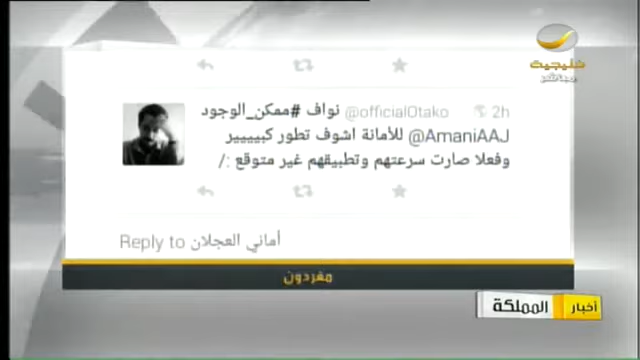 خليجية
مباشر
نواف #ممكن_الوجود @officialOtako 2h
@AmaniAAJ للأمانة اشوف تطور كبيييير
وفعلا صارت سرعتهم وتطبيقهم غير متوقع :/
Reply to أماني العجلان
مغردون
أخبار المملكة